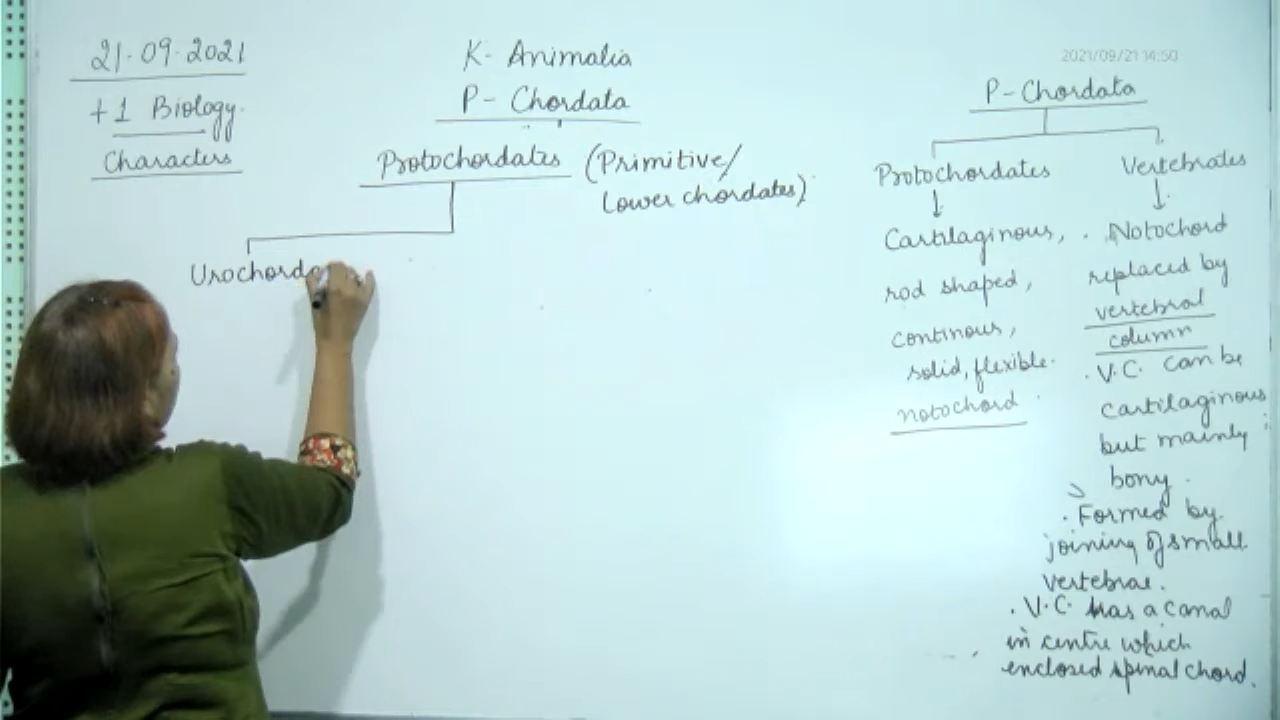 21.09.2021
+1 Biology.
Characters
K- Animalia
P- Chordata
Protochordates (Primitive/
Lower chordates)
Urochorda
2021/09/21 14:50
P- Chordata
Protochordates
Cartilaginous,
rod shaped,
continous,
solid, flexible.
notochord
Vertebrates
. Notochord
replaced by
vertebral
column
. V.C. can be
cartilaginous
but mainly
bony.
. Formed by
joining of small
vertebrae.
. V.C. has a canal
in centre which
enclosed spinal chord.